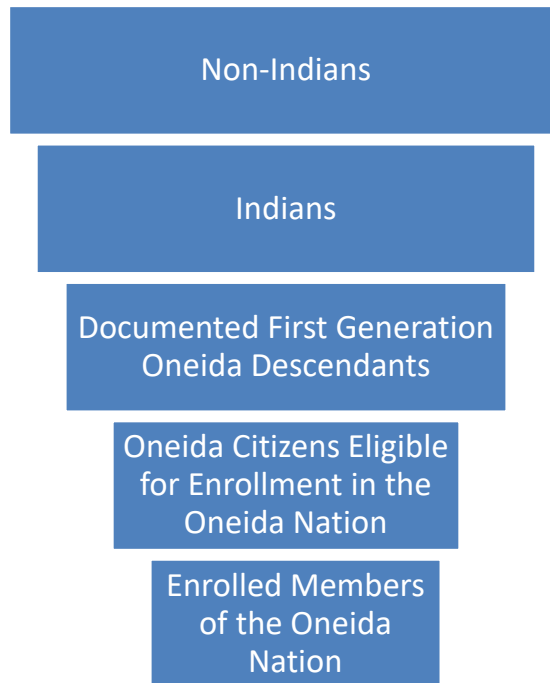 Non-Indians
Indians
Documented First Generation
Oneida Descendants
Oneida Citizens Eligible
for Enrollment in the
Oneida Nation
Enrolled Members
of the Oneida
Nation